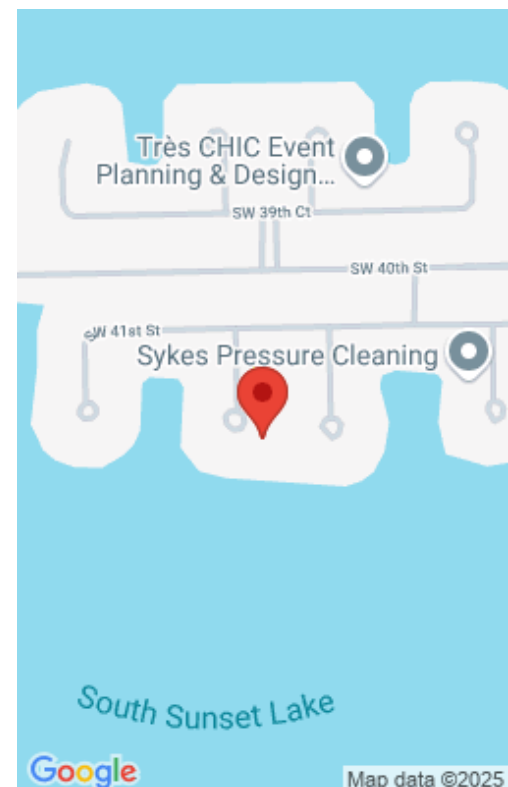 Très CHIC Event
Planning & Design...
SW 39th Ct
SW 40th St
SW 41st St
Sykes Pressure Cleaning
South Sunset Lake
Google
Map data ©2025